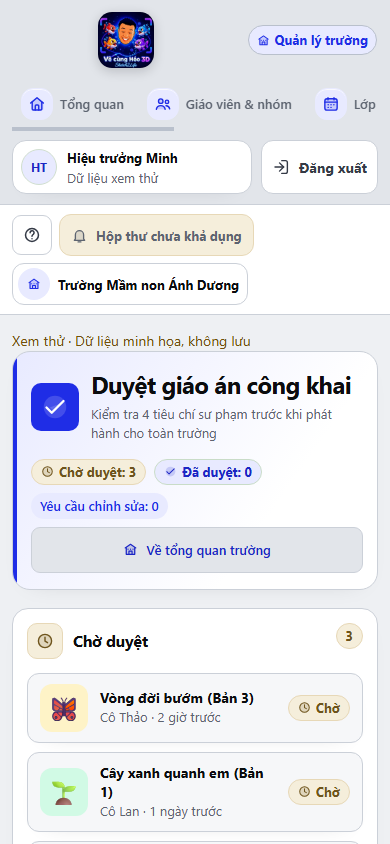 Vẽ cùng Hảo 3D
Quản lý trường
Tổng quan
Giáo viên & nhóm
Lớp
HT
Hiệu trưởng Minh
Dữ liệu xem thử
Đăng xuất
Hộp thư chưa khả dụng
Trường Mầm non Ánh Dương
Xem thử · Dữ liệu minh họa, không lưu
Duyệt giáo án công khai
Kiểm tra 4 tiêu chí sư phạm trước khi phát
hành cho toàn trường
Chờ duyệt: 3
Đã duyệt: 0
Yêu cầu chỉnh sửa: 0
Về tổng quan trường
Chờ duyệt
3
Vòng đời bướm (Bản 3)
Cô Thảo · 2 giờ trước
Chờ
Cây xanh quanh em (Bản
1)
Cô Lan · 1 ngày trước
Chờ